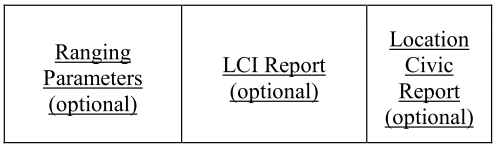 Ranging
Parameters
(optional)
LCI Report
(optional)
Location
Civic
Report
(optional)